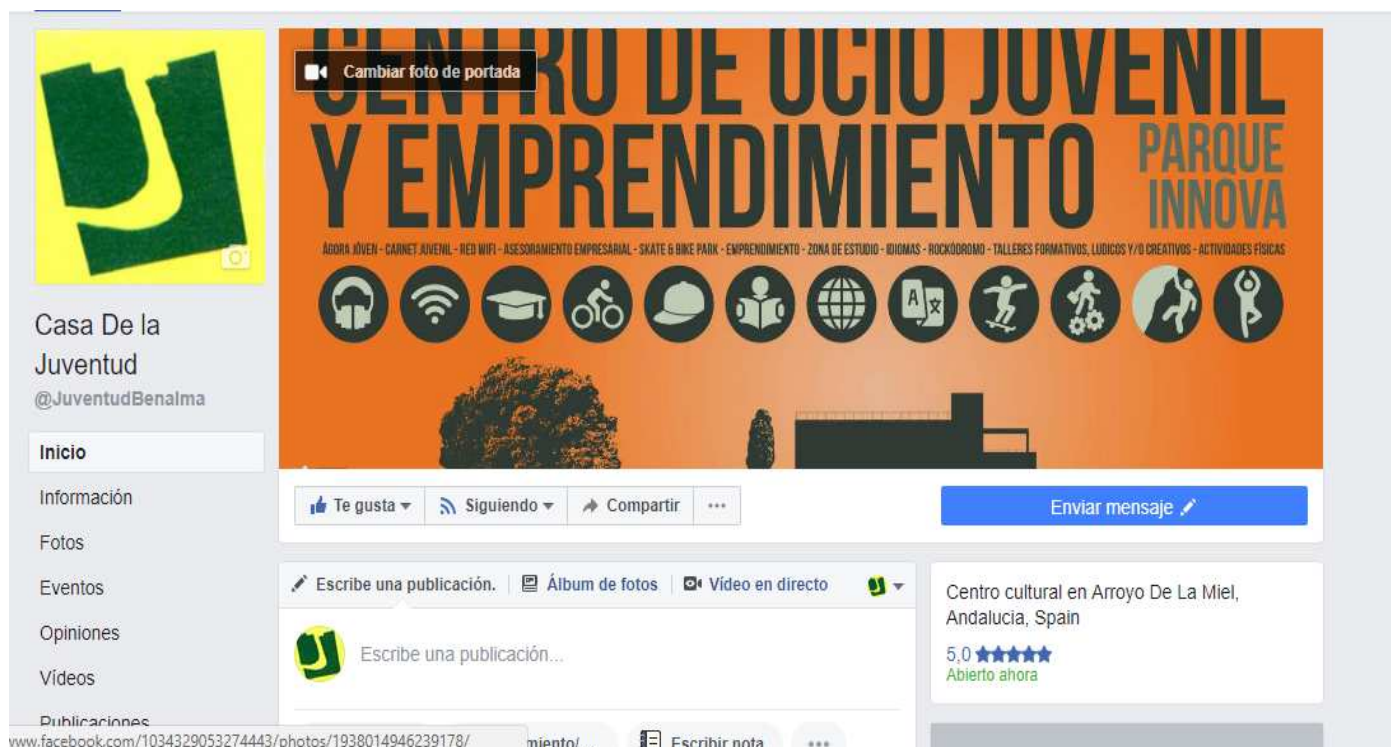 CENTRO DE OCIO JUVENIL
Cambiar foto de portada
Y EMPRENDIMIENTO
PARQUE
INNOVA
ÁGORA JÓVEN - CARNET JUVENIL - RED WIFI - ASESORAMIENTO EMPRESARIAL - SKATE & BIKE PARK - EMPRENDIMIENTO - ZONA DE ESTUDIO - IDIOMAS - ROCKÓDROMO - TALLERES FORMATIVOS, LUDICOS Y/O CREATIVOS - ACTIVIDADES FÍSICAS
A
Casa De la
Juventud
@JuventudBenalma
Inicio
Información
Fotos
Eventos
Opiniones
Vídeos
Publicaciones
Te gusta
Siguiendo
Compartir
Enviar mensaje
Escribe una publicación.
Álbum de fotos
Vídeo en directo
Escribe una publicación...
miento/...
Escribir nota
Centro cultural en Arroyo De La Miel,
Andalucia, Spain
5,0
Abierto ahora
www.facebook.com/1034329053274443/photos/1938014946239178/